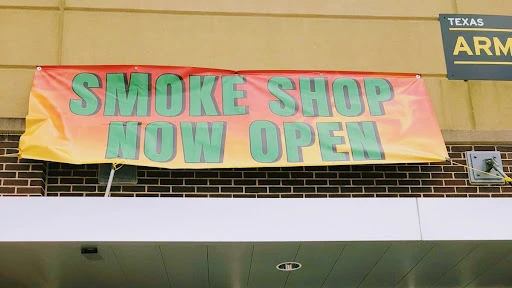 SMOKE SHOP
NOW OPEN
TEXAS
ARM